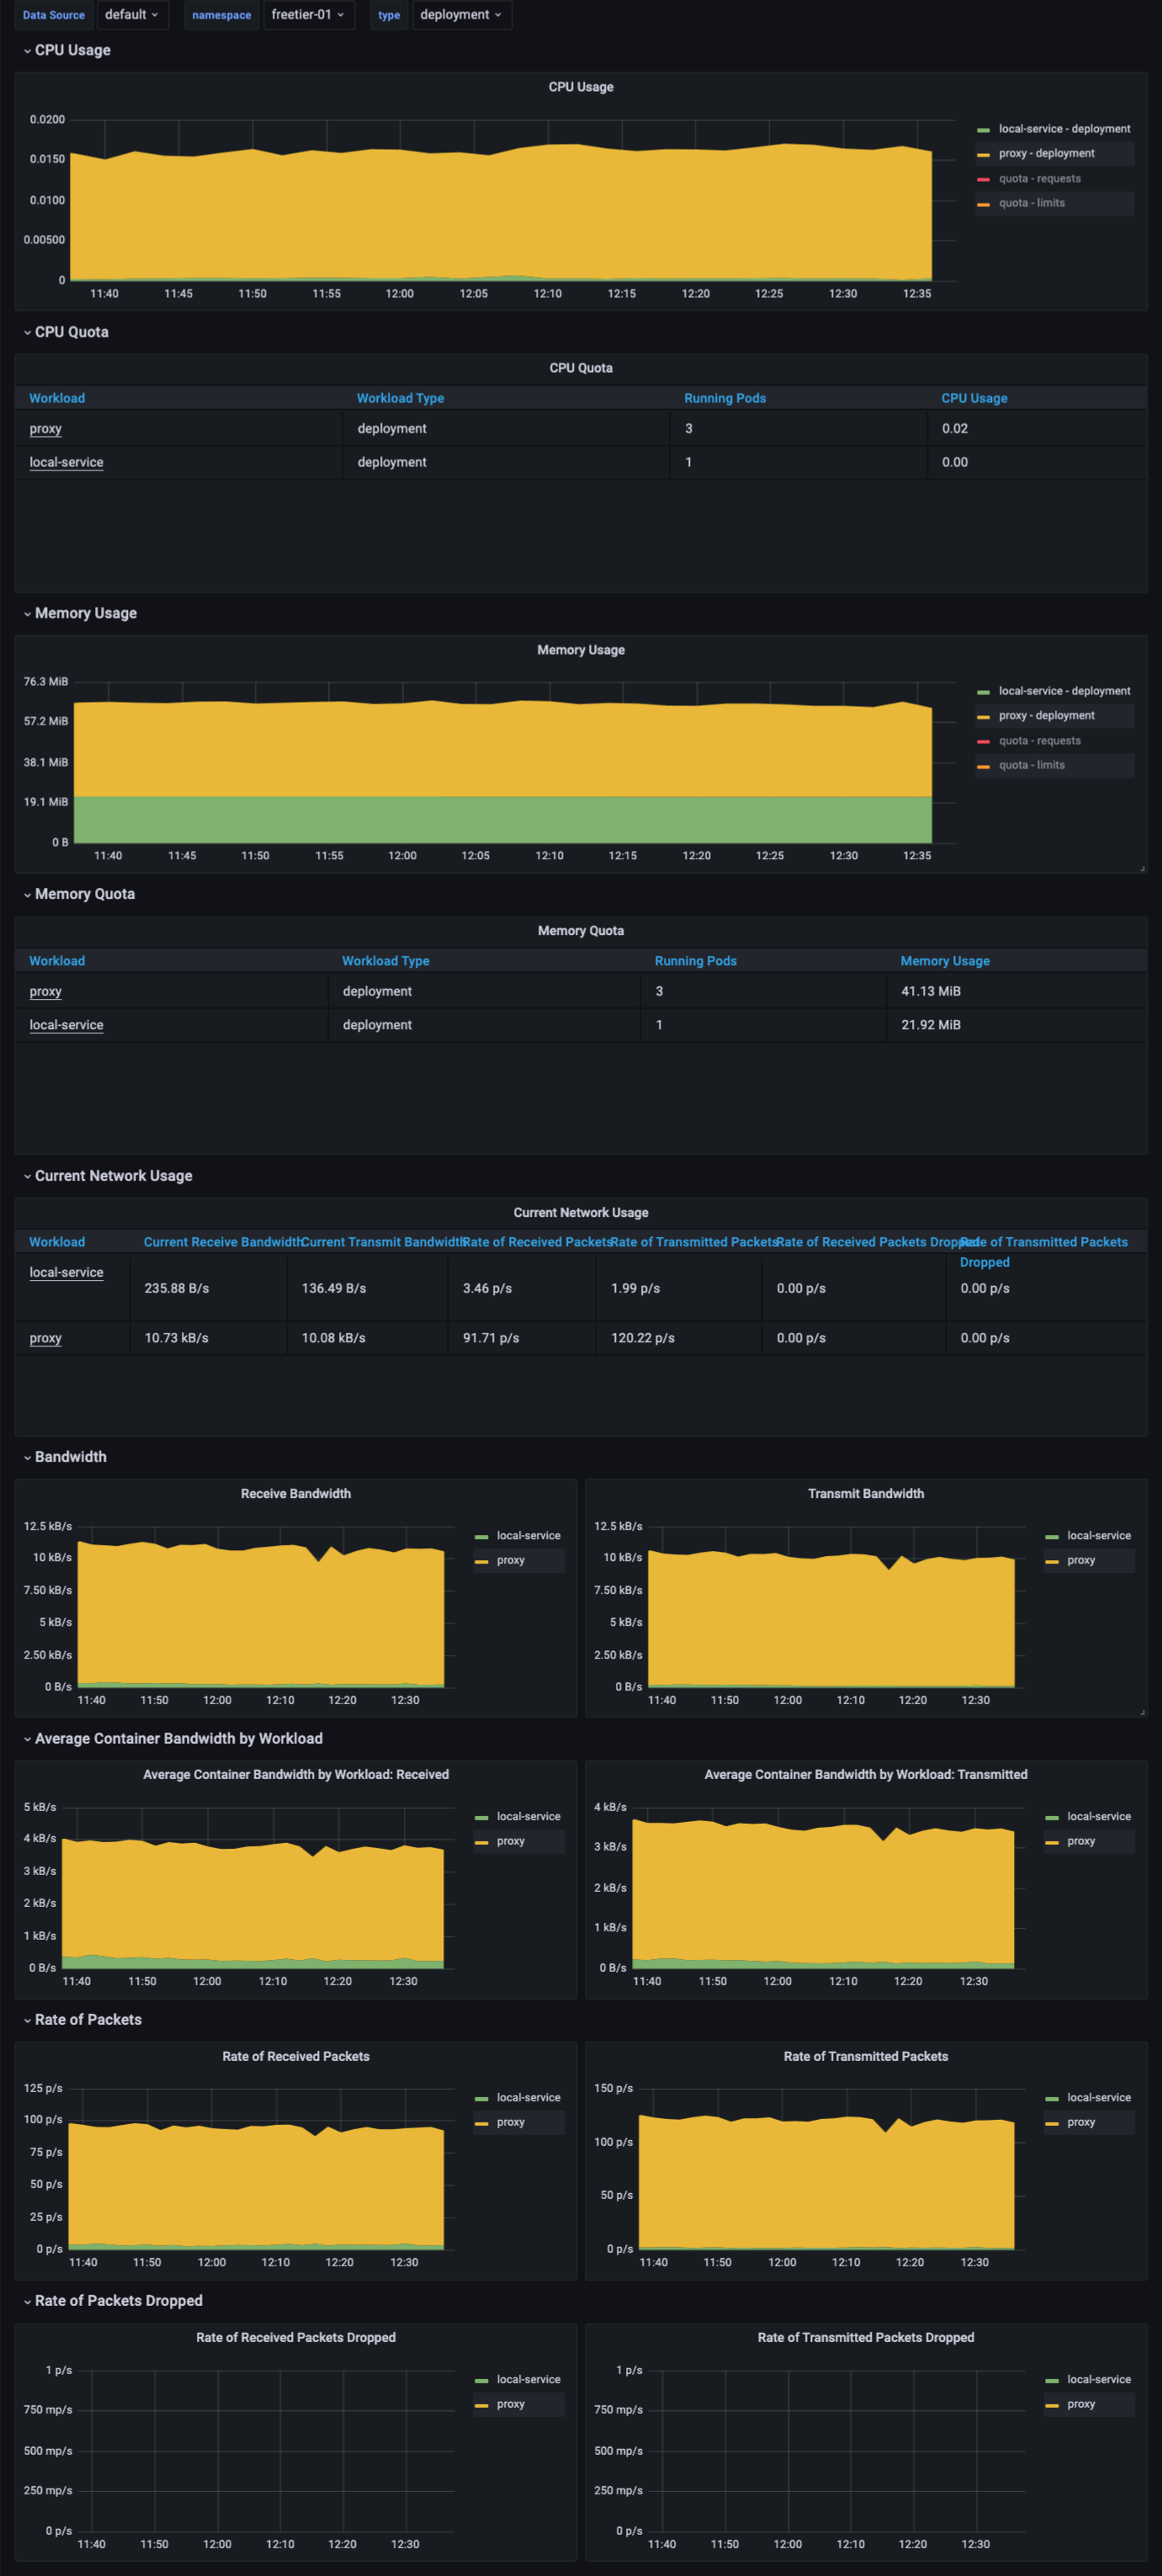 Data Source default namespace freetier-01 type deployment
CPU Usage
CPU Usage
0.0200
0.0150
0.0100
0.00500
0
11:40 11:45 11:50 11:55 12:00 12:05 12:10 12:15 12:20 12:25 12:30 12:35
local-service - deployment
proxy - deployment
quota - requests
quota - limits
CPU Quota
CPU Quota
Workload Workload Type Running Pods CPU Usage
proxy deployment 3 0.02
local-service deployment 1 0.00
Memory Usage
Memory Usage
76.3 MiB
57.2 MiB
38.1 MiB
19.1 MiB
0 B
11:40 11:45 11:50 11:55 12:00 12:05 12:10 12:15 12:20 12:25 12:30 12:35
local-service - deployment
proxy - deployment
quota - requests
quota - limits
Memory Quota
Memory Quota
Workload Workload Type Running Pods Memory Usage
proxy deployment 3 41.13 MiB
local-service deployment 1 21.92 MiB
Current Network Usage
Current Network Usage
Workload Current Receive Bandwidth Current Transmit Bandwidth Rate of Received Packets Rate of Transmitted Packets Rate of Received Packets Dropped Rate of Transmitted Packets
Dropped
local-service 235.88 B/s 136.49 B/s 3.46 p/s 1.99 p/s 0.00 p/s 0.00 p/s
proxy 10.73 kB/s 10.08 kB/s 91.71 p/s 120.22 p/s 0.00 p/s 0.00 p/s
Bandwidth
Receive Bandwidth
12.5 kB/s
10 kB/s
7.50 kB/s
5 kB/s
2.50 kB/s
0 B/s
11:40 11:50 12:00 12:10 12:20 12:30
local-service
proxy
Transmit Bandwidth
12.5 kB/s
10 kB/s
7.50 kB/s
5 kB/s
2.50 kB/s
0 B/s
11:40 11:50 12:00 12:10 12:20 12:30
local-service
proxy
Average Container Bandwidth by Workload
Average Container Bandwidth by Workload: Received
5 kB/s
4 kB/s
3 kB/s
2 kB/s
1 kB/s
0 B/s
11:40 11:50 12:00 12:10 12:20 12:30
local-service
proxy
Average Container Bandwidth by Workload: Transmitted
4 kB/s
3 kB/s
2 kB/s
1 kB/s
0 B/s
11:40 11:50 12:00 12:10 12:20 12:30
local-service
proxy
Rate of Packets
Rate of Received Packets
125 p/s
100 p/s
75 p/s
50 p/s
25 p/s
0 p/s
11:40 11:50 12:00 12:10 12:20 12:30
local-service
proxy
Rate of Transmitted Packets
150 p/s
100 p/s
50 p/s
0 p/s
11:40 11:50 12:00 12:10 12:20 12:30
local-service
proxy
Rate of Packets Dropped
Rate of Received Packets Dropped
1 p/s
750 mp/s
500 mp/s
250 mp/s
0 p/s
11:40 11:50 12:00 12:10 12:20 12:30
local-service
proxy
Rate of Transmitted Packets Dropped
1 p/s
750 mp/s
500 mp/s
250 mp/s
0 p/s
11:40 11:50 12:00 12:10 12:20 12:30
local-service
proxy